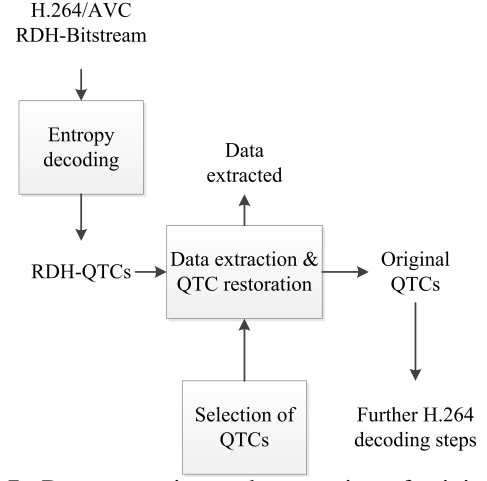 H.264/AVC
RDH-Bitstream
Entropy
decoding
Data
extracted
RDH-QTCs
Data extraction &
QTC restoration
Original
QTCs
Selection of
QTCs
Further H.264
decoding steps